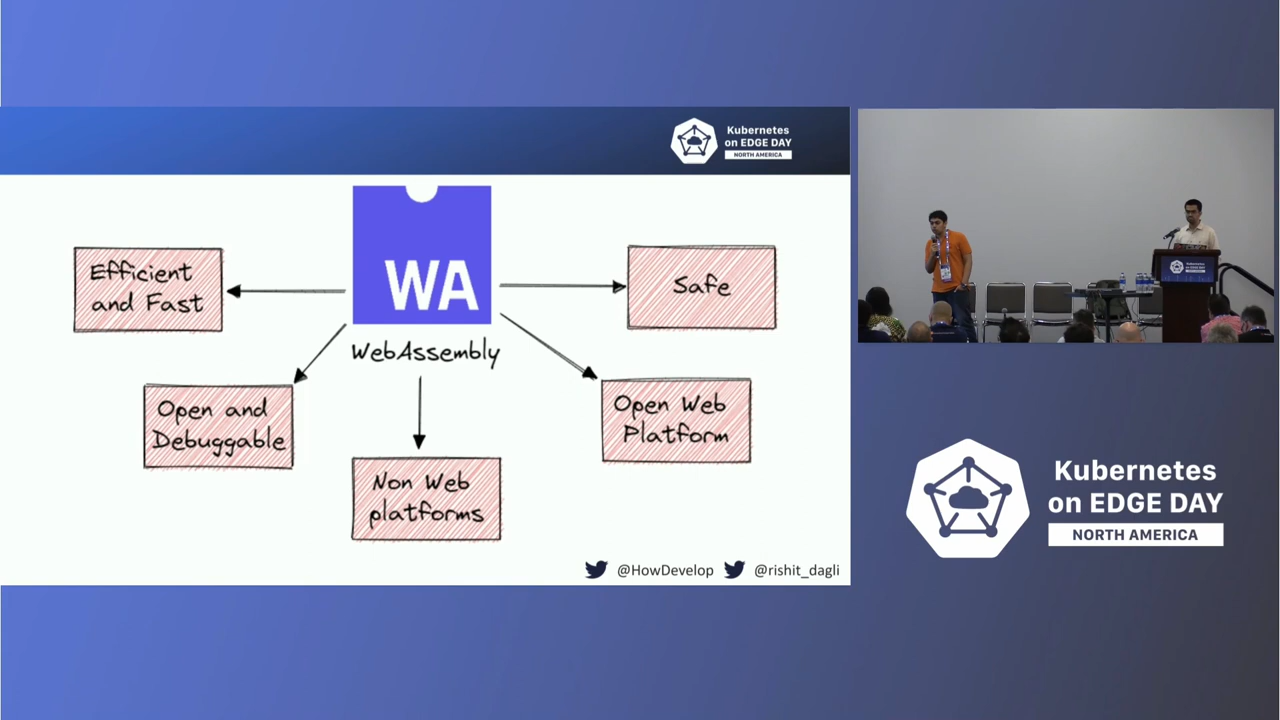 Kubernetes
on EDGE DAY
NORTH AMERICA
WA
WebAssembly
Efficient
and Fast
Safe
Open and
Debuggable
Open Web
Platform
Non Web
platforms
@HowDevelop @rishit_dagli
Kubernetes
on EDGE DAY
NORTH AMERICA